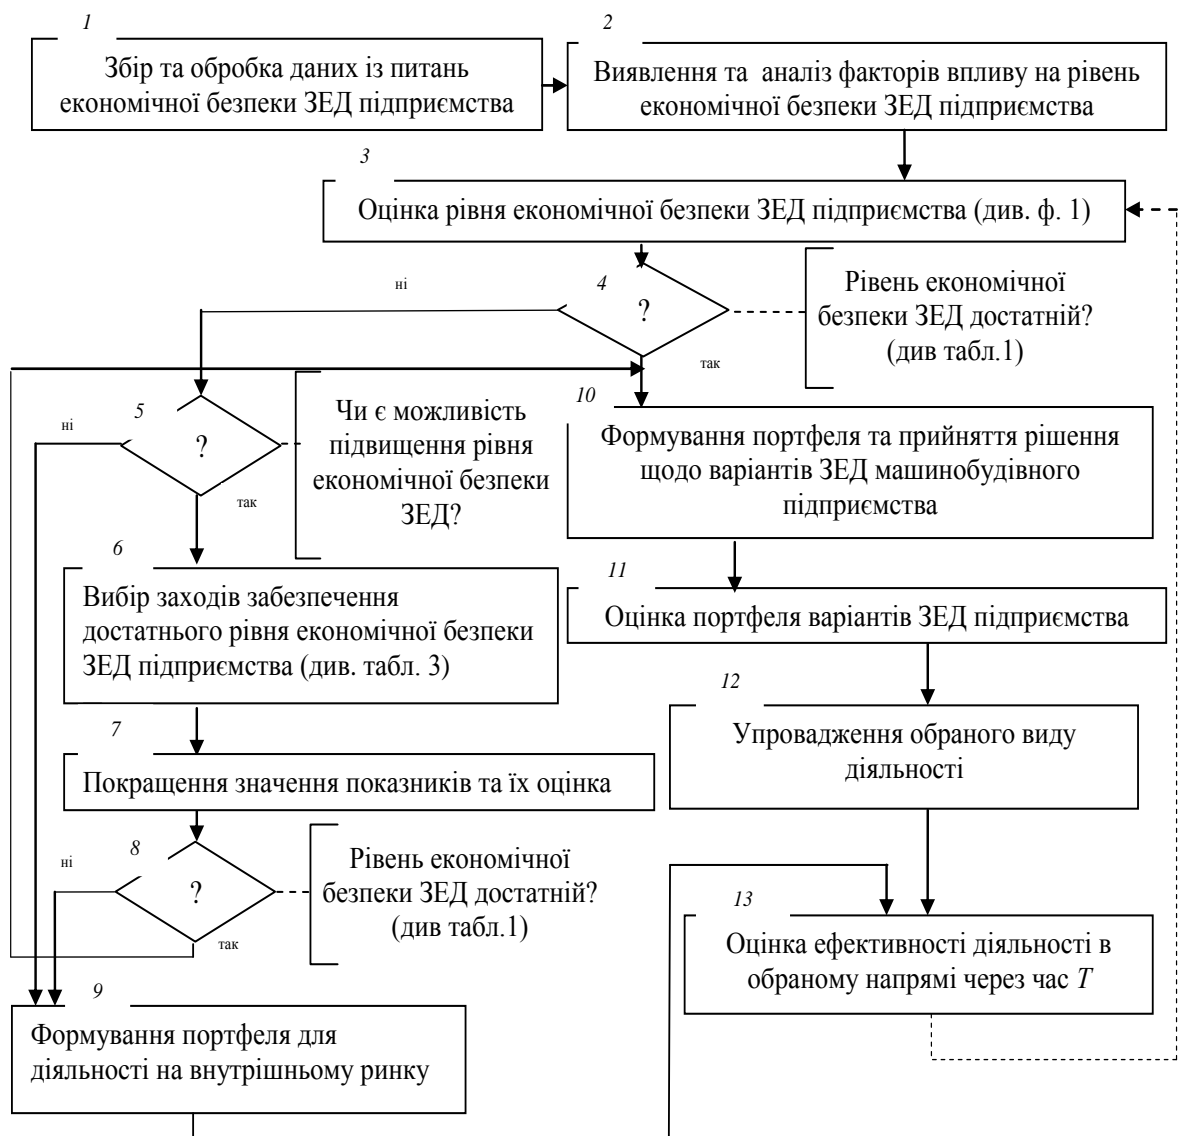 1
Збір та обробка даних із питань
економічної безпеки ЗЕД підприємства
2
Виявлення та аналіз факторів впливу на рівень
економічної безпеки ЗЕД підприємства
3
Оцінка рівня економічної безпеки ЗЕД підприємства (див. ф. 1)
4
?
ні
так
Рівень економічної
безпеки ЗЕД достатній?
(див табл.1)
5
?
ні
так
Чи є можливість
підвищення рівня
економічної безпеки
ЗЕД?
10
Формування портфеля та прийняття рішення
щодо варіантів ЗЕД машинобудівного
підприємства
6
Вибір заходів забезпечення
достатнього рівня економічної безпеки
ЗЕД підприємства (див. табл. 3)
11
Оцінка портфеля варіантів ЗЕД підприємства
7
Покращення значення показників та їх оцінка
12
Упровадження обраного виду
діяльності
8
?
ні
так
Рівень економічної
безпеки ЗЕД достатній?
(див табл.1)
13
Оцінка ефективності діяльності в
обраному напрямі через час T
9
Формування портфеля для
діяльності на внутрішньому ринку